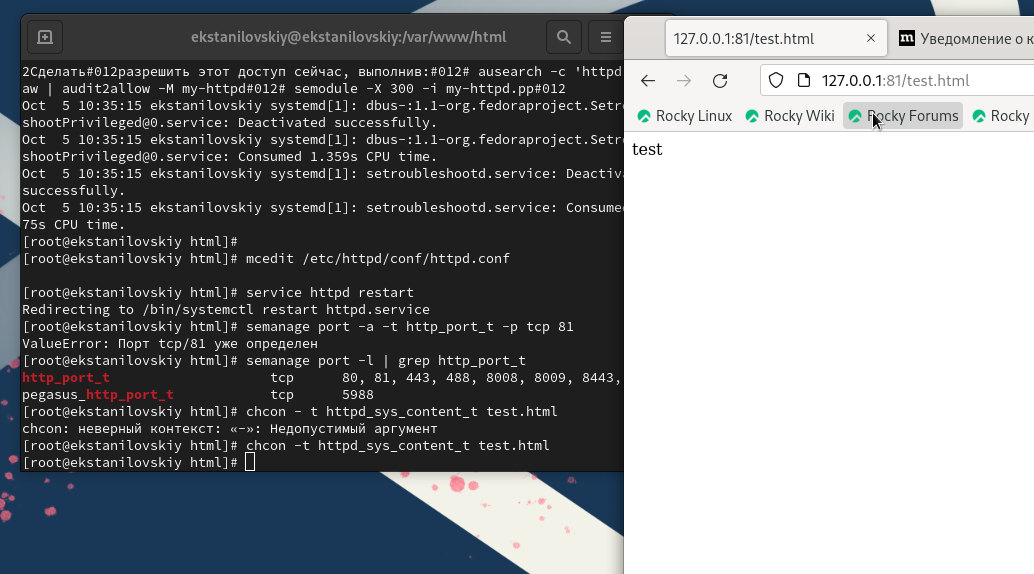 ekstanilovskiy@ekstanilovskiy:/var/www/html
2Сделать#012разрешить этот доступ сейчас, выполнив:#012# ausearch -c 'httpd
aw | audit2allow -M my-httpd#012# semodule -X 300 -i my-httpd.pp#012
Oct  5 10:35:15 ekstanilovskiy systemd[1]: dbus-:1.1-org.fedoraproject.Setro
shootPrivileged@0.service: Deactivated successfully.
Oct  5 10:35:15 ekstanilovskiy systemd[1]: dbus-:1.1-org.fedoraproject.Setro
shootPrivileged@0.service: Consumed 1.359s CPU time.
Oct  5 10:35:15 ekstanilovskiy systemd[1]: setroubleshootd.service: Deactiva
successfully.
Oct  5 10:35:15 ekstanilovskiy systemd[1]: setroubleshootd.service: Consumed
75s CPU time.
[root@ekstanilovskiy html]#
[root@ekstanilovskiy html]# mcedit /etc/httpd/conf/httpd.conf
[root@ekstanilovskiy html]# service httpd restart
Redirecting to /bin/systemctl restart httpd.service
[root@ekstanilovskiy html]# semanage port -a -t http_port_t -p tcp 81
ValueError: Порт tcp/81 уже определен
[root@ekstanilovskiy html]# semanage port -l | grep http_port_t
http_port_t                    tcp      80, 81, 443, 488, 8008, 8009, 8443,
pegasus_http_port_t            tcp      5988
[root@ekstanilovskiy html]# chcon - t httpd_sys_content_t test.html
chcon: неверный контекст: «-»: Недопустимый аргумент
[root@ekstanilovskiy html]# chcon -t httpd_sys_content_t test.html
[root@ekstanilovskiy html]#
127.0.0.1:81/test.html
m Уведомление о к
127.0.0.1:81/test.html
Rocky Linux Rocky Wiki Rocky Forums Rocky
test